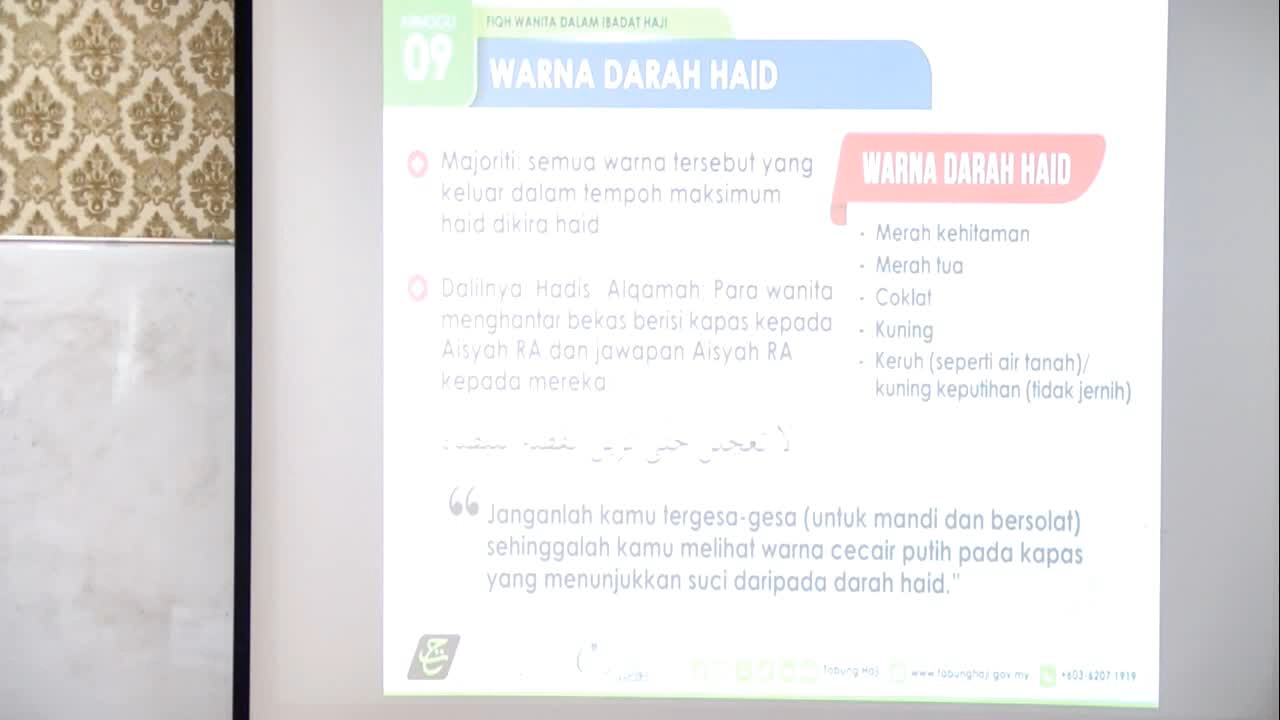 MINGGU
09
FIQH WANITA DALAM IBADAT HAJI
WARNA DARAH HAID
Majoriti: semua warna tersebut yang
keluar dalam tempoh maksimum
haid dikira haid
Dalilnya Hadis Alqamah: Para wanita
menghantar bekas berisi kapas kepada
Aisyah RA dan jawapan Aisyah RA
kepada mereka
WARNA DARAH HAID
- Merah kehitaman
- Merah tua
- Coklat
- Kuning
- Keruh (seperti air tanah)/
kuning keputihan (tidak jernih)
لا حتى
“ Janganlah kamu tergesa-gesa (untuk mandi dan bersolat)
sehinggalah kamu melihat warna cecair putih pada kapas
yang menunjukkan suci daripada darah haid."
Tabung Haji www.tabunghaji.gov.my +603-6207 1919